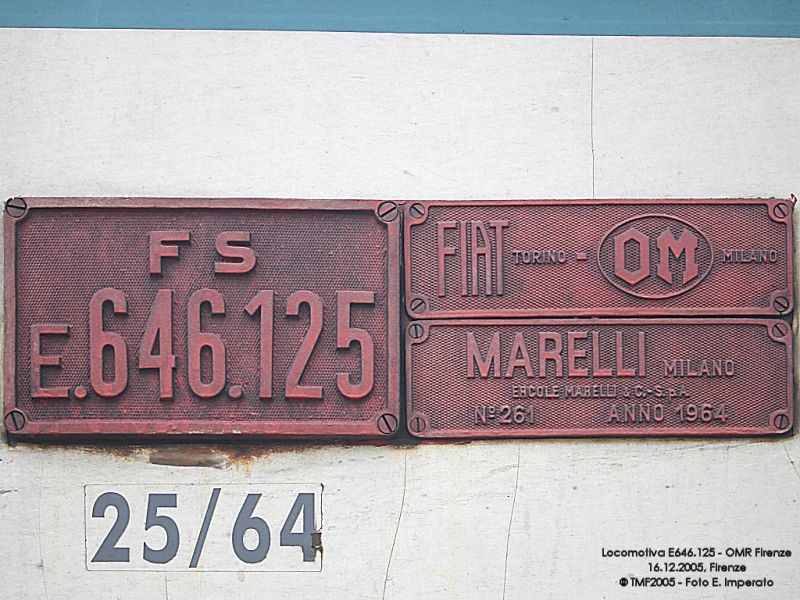 FS
E.646.125
FIAT TORINO - OM MILANO
MARELLI MILANO
ERCOLE MARELLI & C.-S.p.A.
Nº 261 ANNO 1964
25/64
Locomotiva E646.125 - OMR Firenze
16.12.2005, Firenze
© TMF2005 - Foto E. Imperato